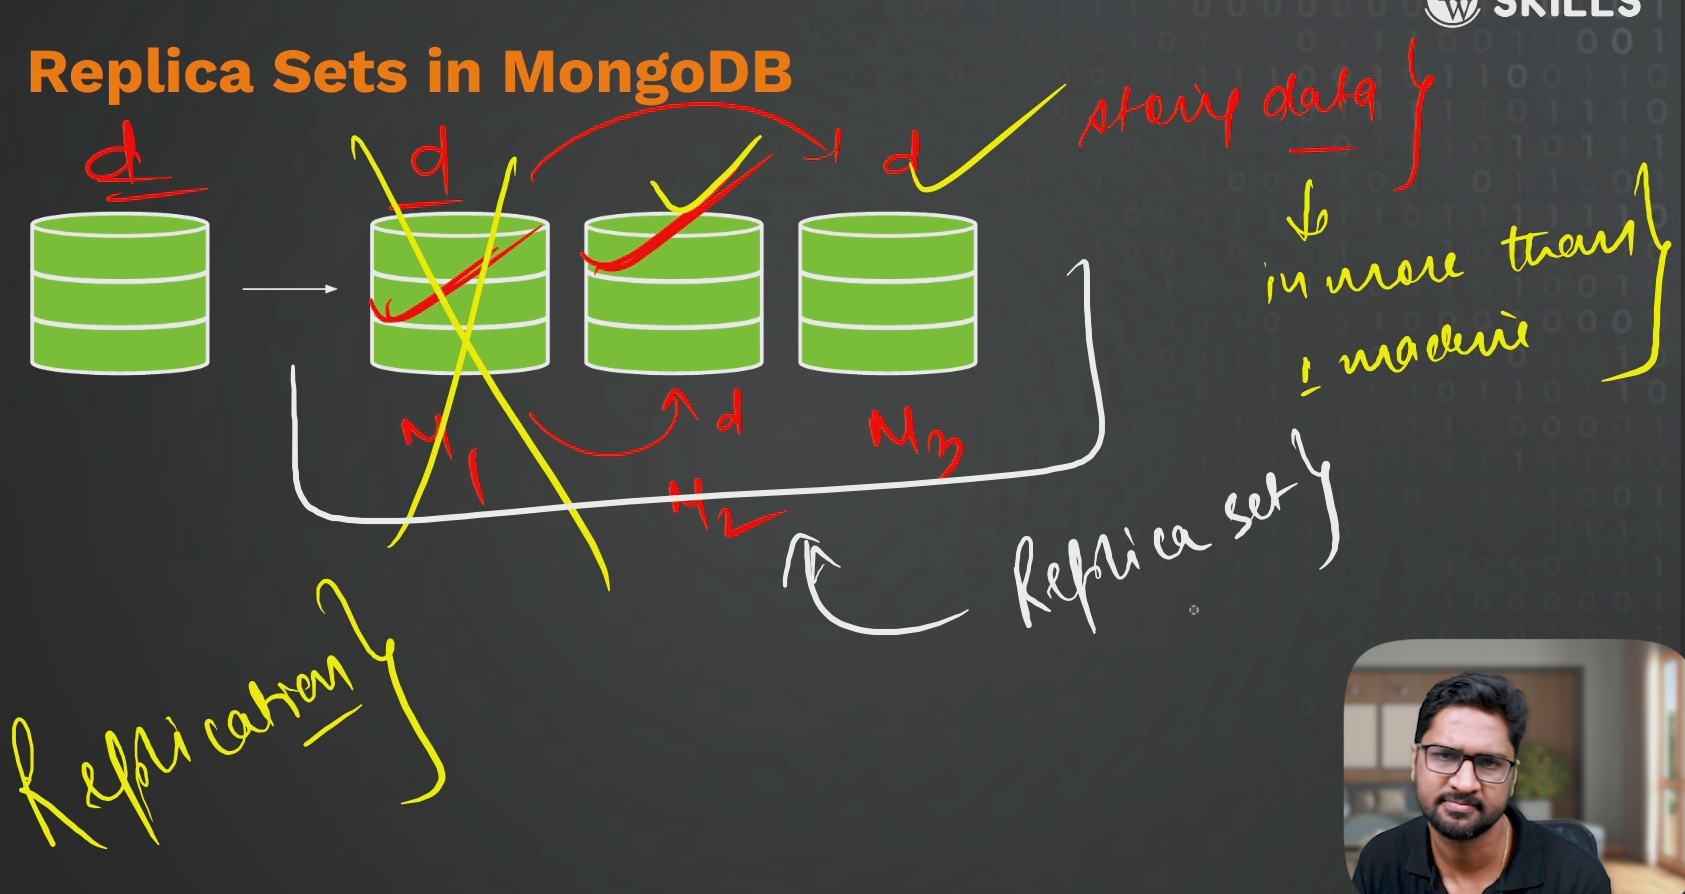 SKILLS
Replica Sets in MongoDB
storing data
d
d
d
d
in more than
1 machine
M1
M2
M3
Replica set
Replication